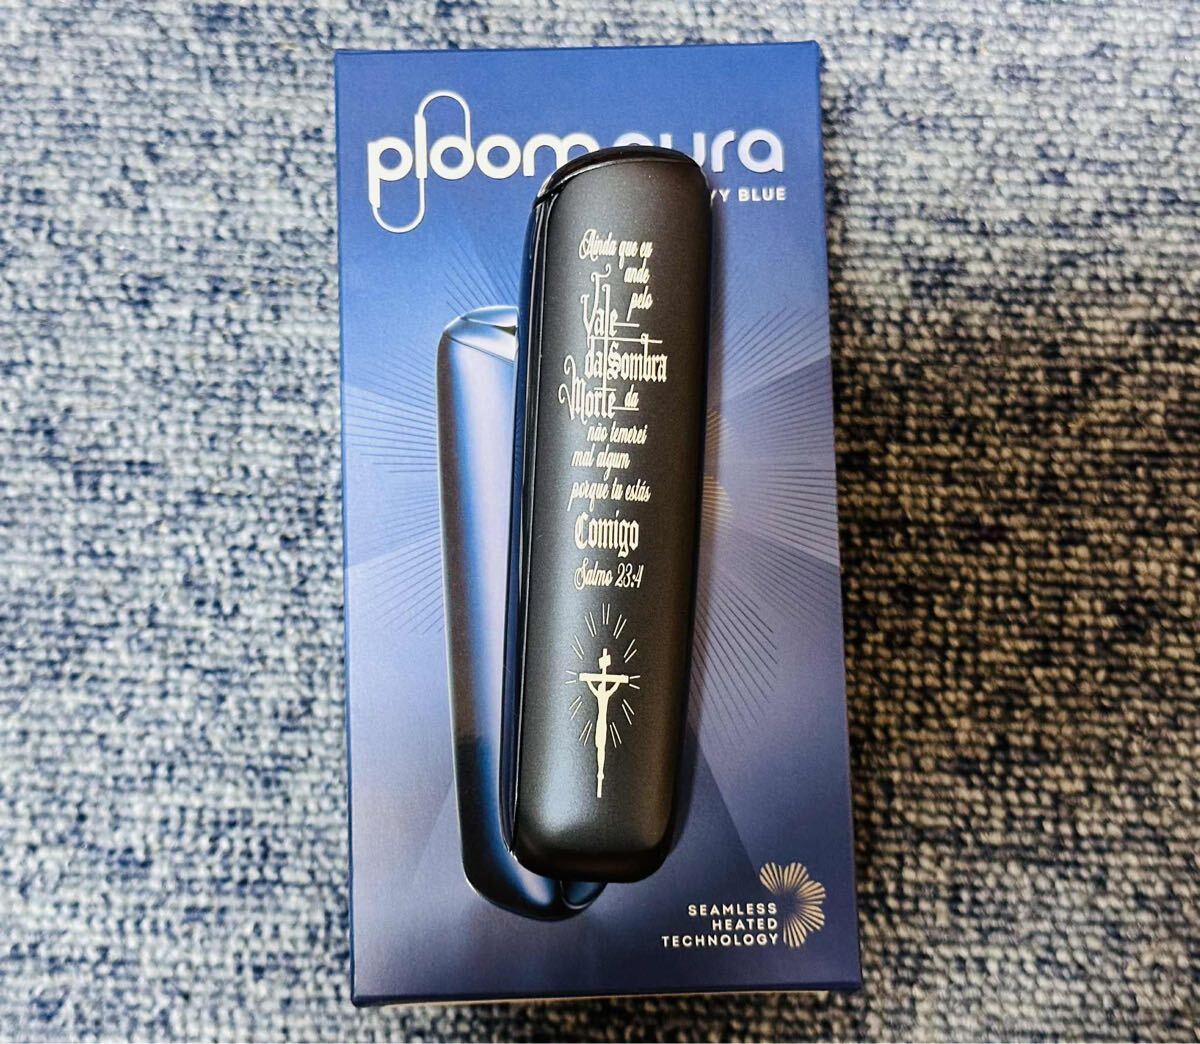 ploom aura
VY BLUE
Ainda que eu
ande
pelo
Vale
da Sombra
Morte da
não temerei
mal algum
porque tu estás
Comigo
Salmo 23:4
SEAMLESS
HEATED
TECHNOLOGY